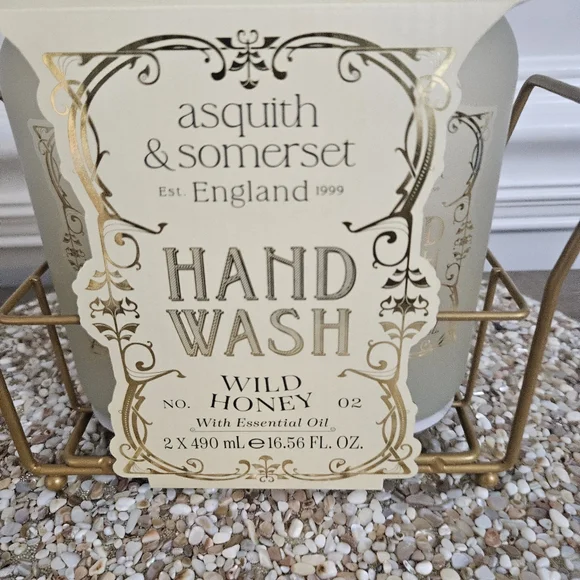 asquith
& somerset
Est. England 1999
HAND
WASH
WILD
NO. HONEY 02
With Essential Oil
2 X 490 mL ℮ 16.56 FL. OZ.